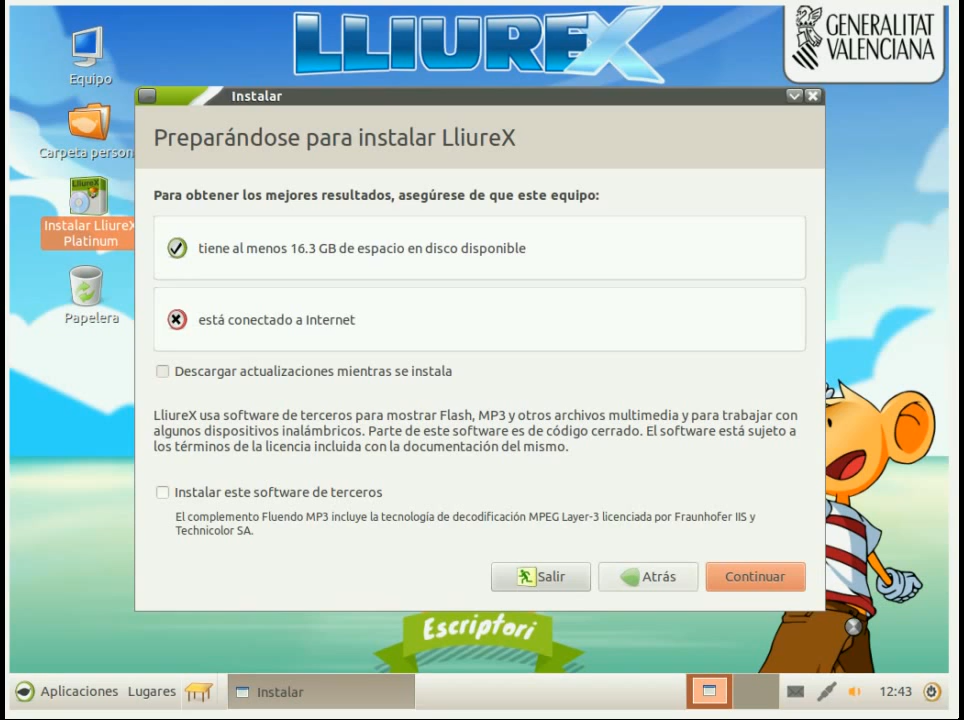 LLIUREX
GENERALITAT
VALENCIANA
Equipo
Carpeta person
LliureX
Instalar LliureX
Platinum
Papelera
Instalar
Preparándose para instalar LliureX
Para obtener los mejores resultados, asegúrese de que este equipo:
tiene al menos 16.3 GB de espacio en disco disponible
está conectado a Internet
Descargar actualizaciones mientras se instala
LliureX usa software de terceros para mostrar Flash, MP3 y otros archivos multimedia y para trabajar con
algunos dispositivos inalámbricos. Parte de este software es de código cerrado. El software está sujeto a
los términos de la licencia incluida con la documentación del mismo.
Instalar este software de terceros
El complemento Fluendo MP3 incluye la tecnología de decodificación MPEG Layer-3 licenciada por Fraunhofer IIS y
Technicolor SA.
Salir
Atrás
Continuar
Escriptori
Aplicaciones Lugares
Instalar
12:43